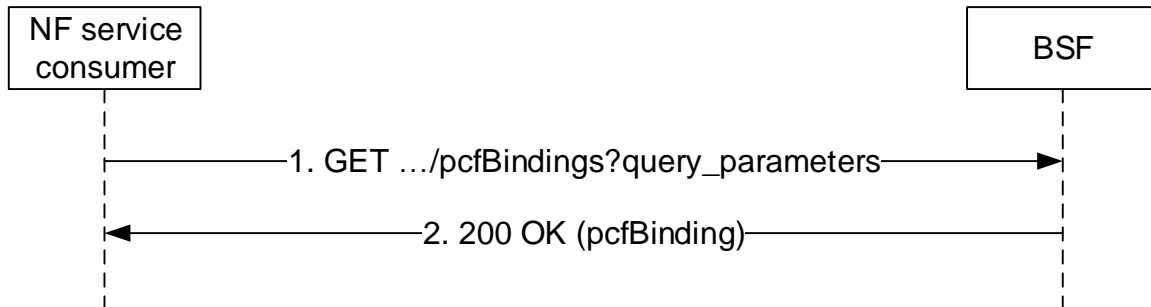 NF service
consumer
BSF
1. GET …/pcfBindings?query_parameters
2. 200 OK (pcfBinding)